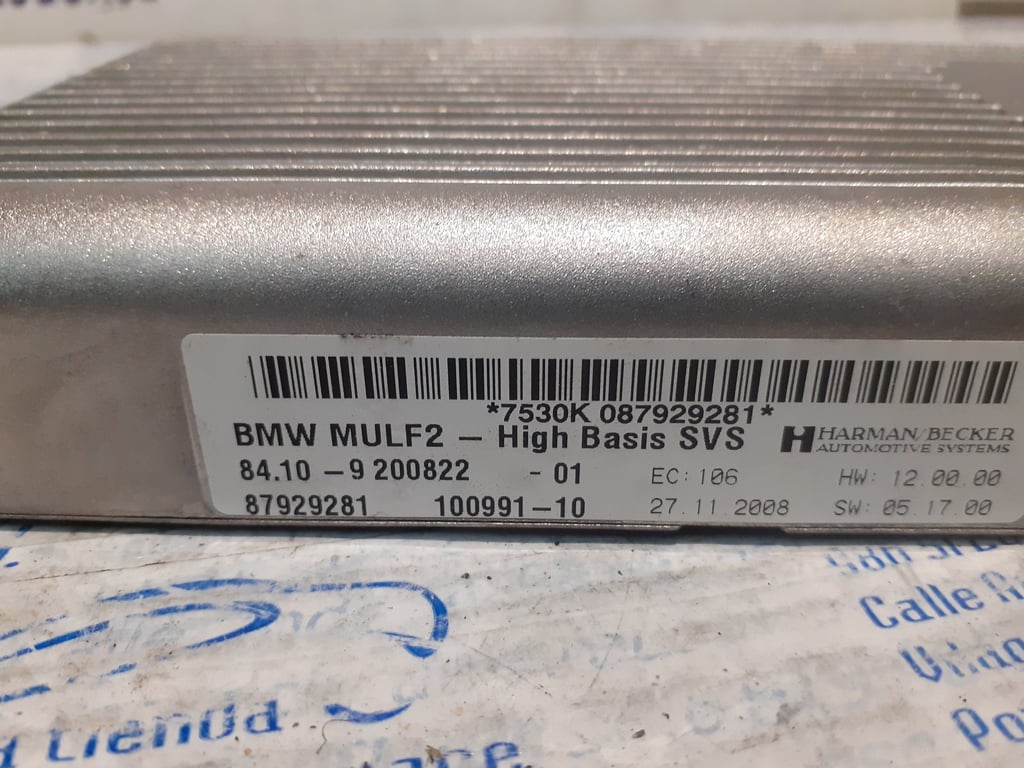 *7530K 087929281*
BMW MULF2 – High Basis SVS
HARMAN/BECKER
AUTOMOTIVE SYSTEMS
84.10 –9 200822 - 01
EC: 106
HW: 12.00.00
87929281 100991–10
27.11.2008
SW: 05.17.00
Calle
tienda